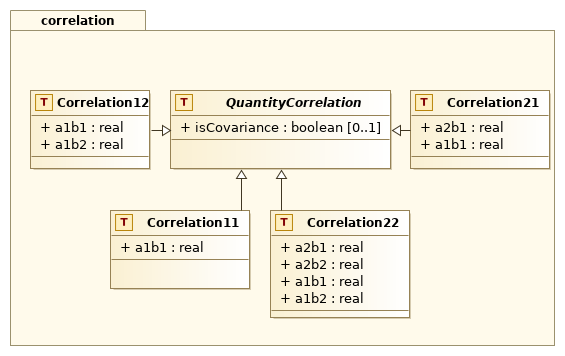 correlation
T Correlation12
+ a1b1 : real
+ a1b2 : real
T QuantityCorrelation
+ isCovariance : boolean [0..1]
T Correlation21
+ a2b1 : real
+ a1b1 : real
T Correlation11
+ a1b1 : real
T Correlation22
+ a2b1 : real
+ a2b2 : real
+ a1b1 : real
+ a1b2 : real